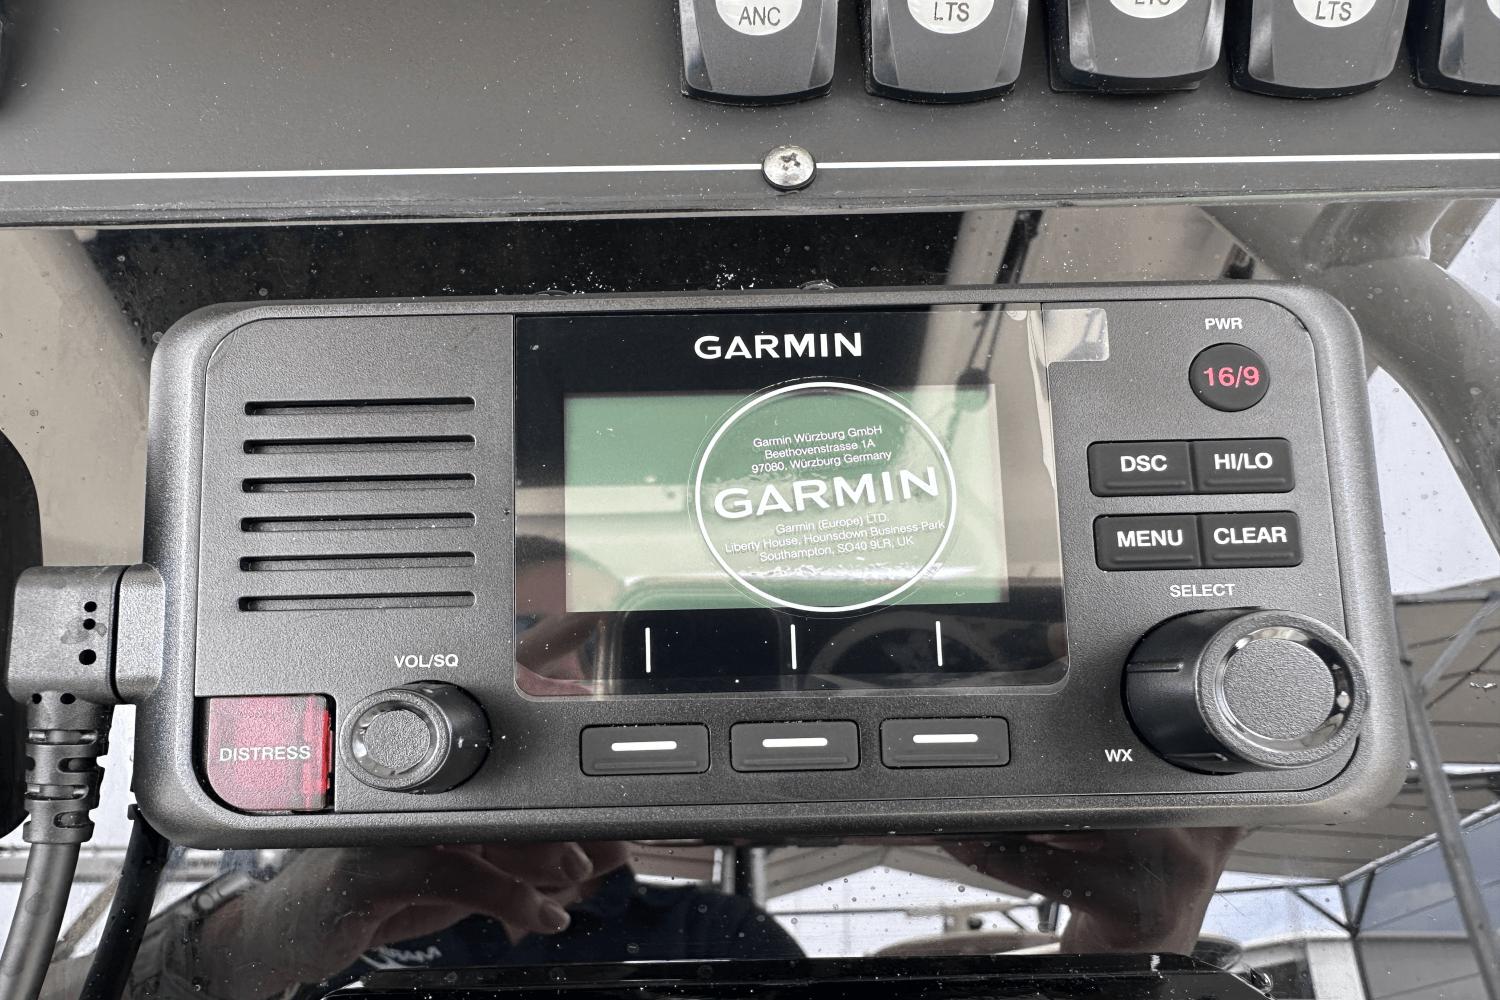 ANC
LTS
LTS
LTS
GARMIN
PWR
16/9
Garmin Würzburg GmbH
Beethovenstrasse 1A
97080, Würzburg Germany
GARMIN
Garmin (Europe) LTD.
Liberty House, Hounsdown Business Park
Southampton, SO40 9LR, UK
DSC
HI/LO
MENU
CLEAR
SELECT
VOL/SQ
DISTRESS
WX